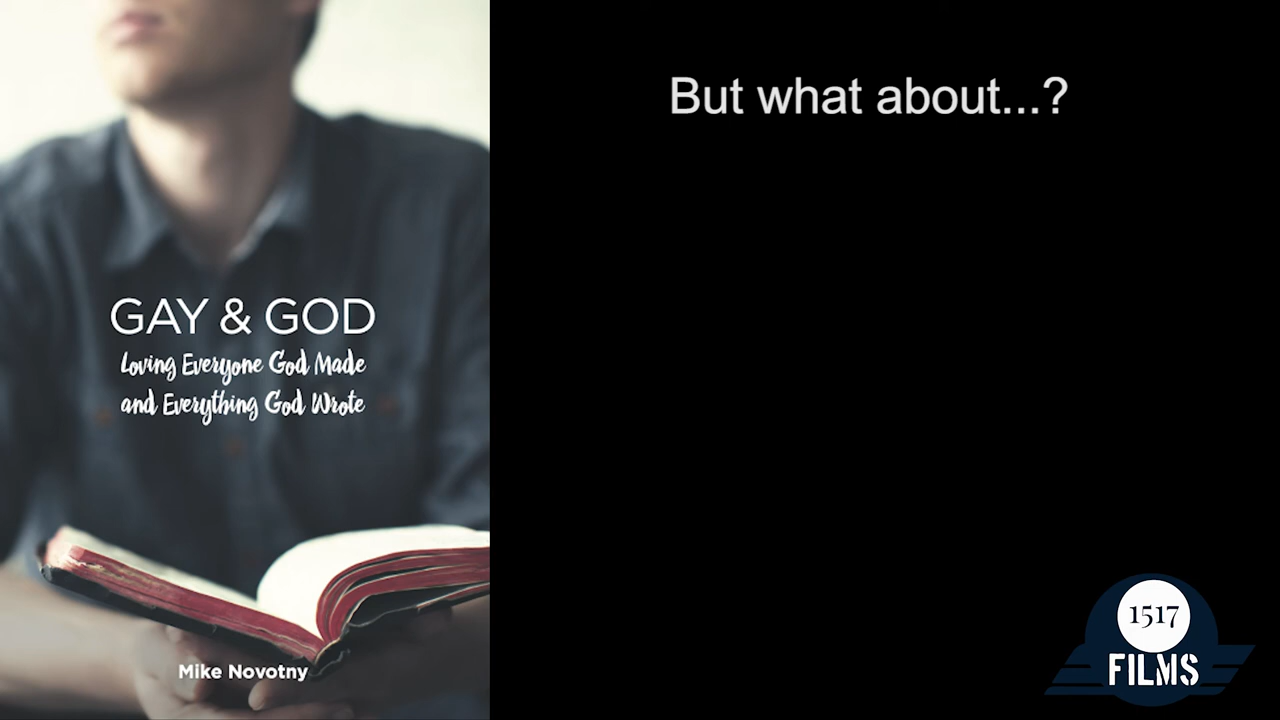 But what about...?
GAY & GOD
Loving Everyone God Made
and Everything God Wrote
Mike Novotny
1517
FILMS